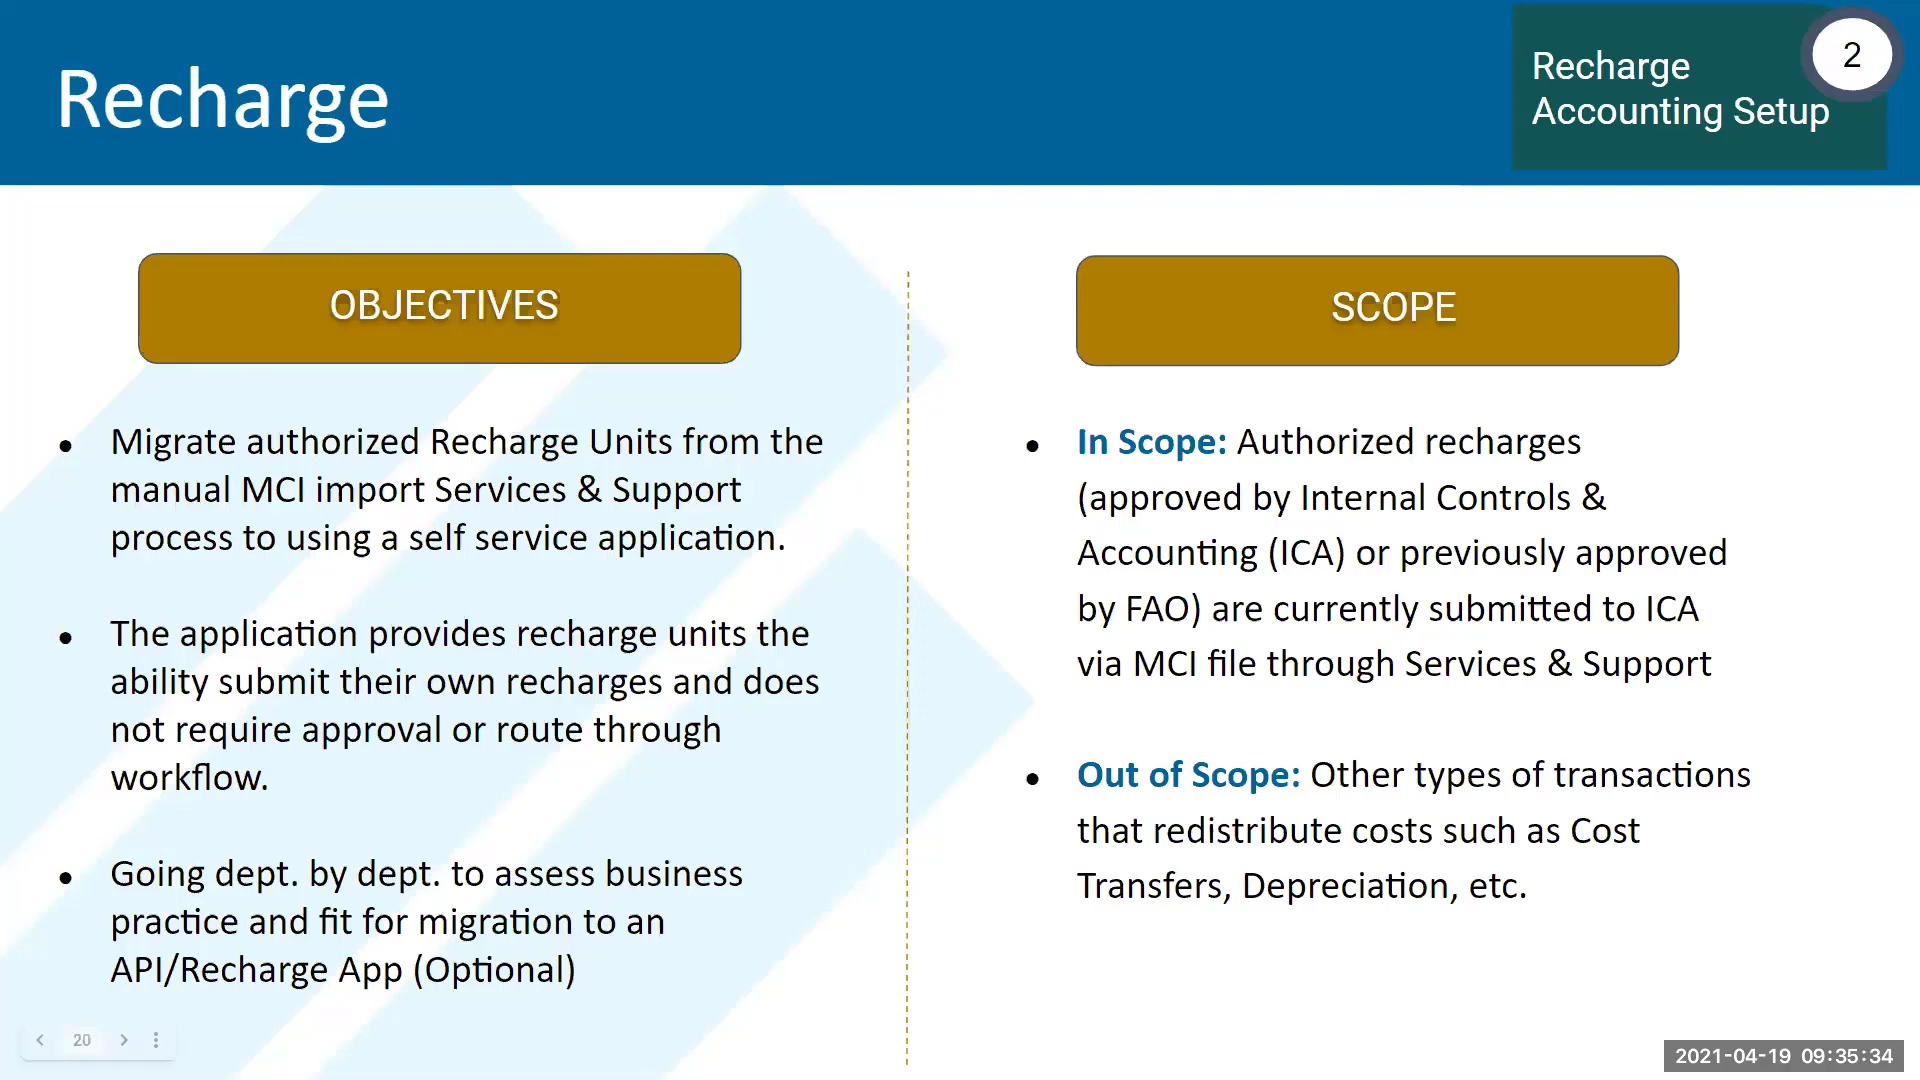 Recharge
Recharge
Accounting Setup
2
OBJECTIVES
● Migrate authorized Recharge Units from the
manual MCI import Services & Support
process to using a self service application.
● The application provides recharge units the
ability submit their own recharges and does
not require approval or route through
workflow.
● Going dept. by dept. to assess business
practice and fit for migration to an
API/Recharge App (Optional)
SCOPE
● In Scope: Authorized recharges
(approved by Internal Controls &
Accounting (ICA) or previously approved
by FAO) are currently submitted to ICA
via MCI file through Services & Support
● Out of Scope: Other types of transactions
that redistribute costs such as Cost
Transfers, Depreciation, etc.
20
2021-04-19 09:35:34